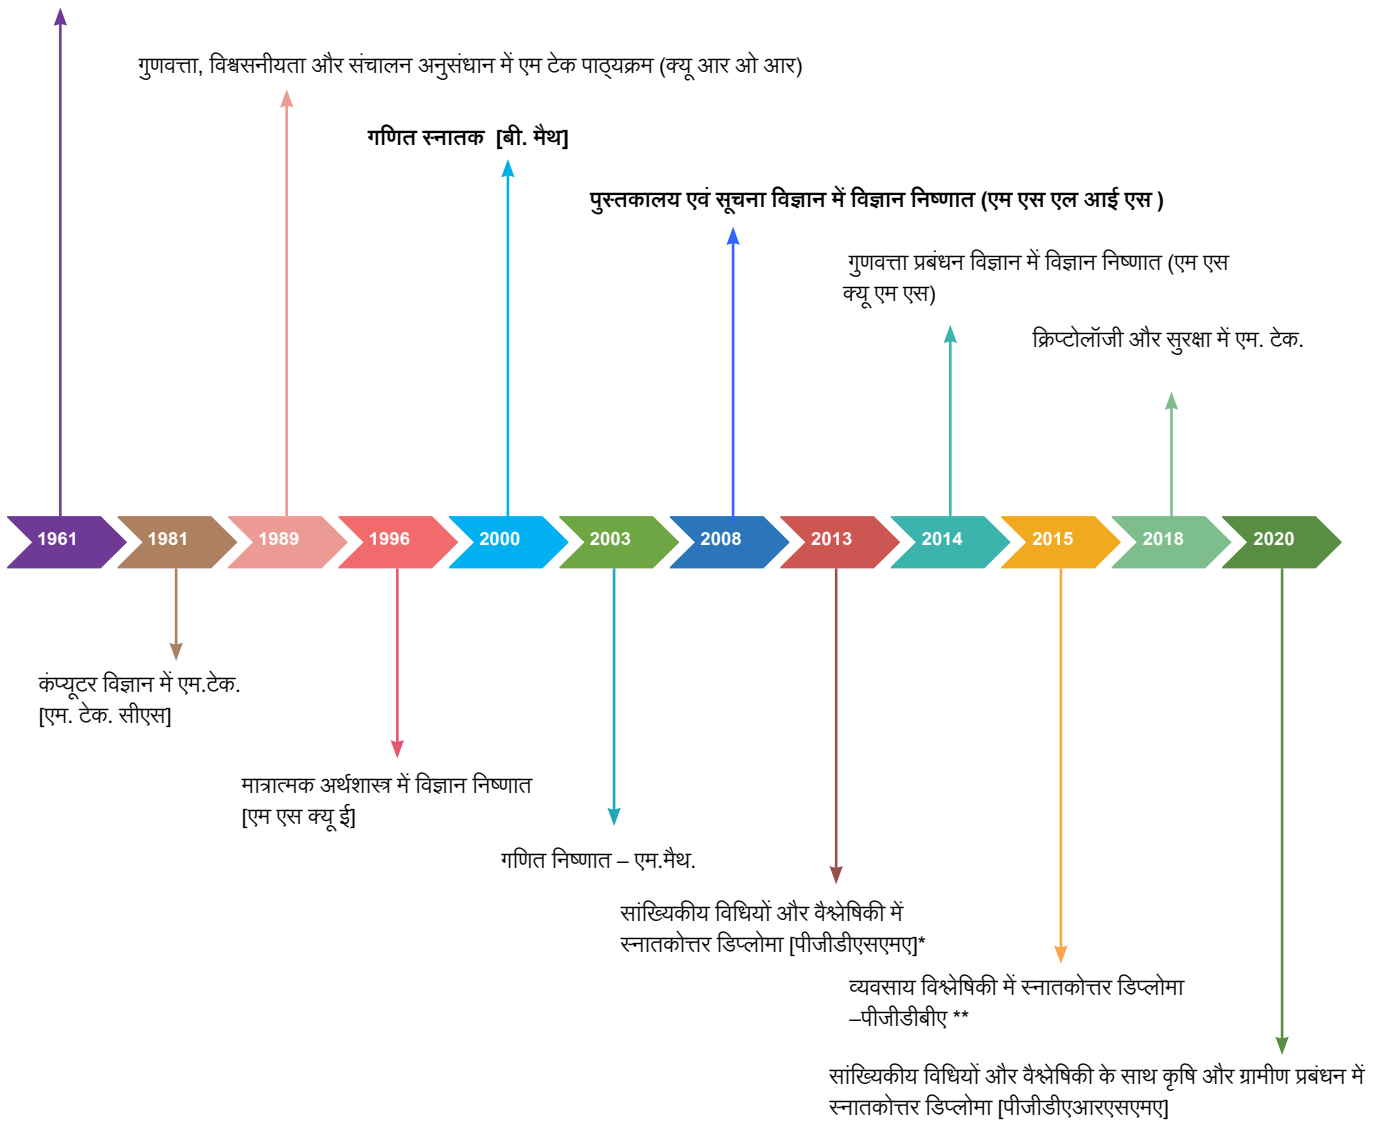 गुणवत्ता, विश्वसनीयता और संचालन अनुसंधान में एम टेक पाठ्यक्रम (क्यू आर ओ आर)
गणित स्नातक [बी. मैथ]
पुस्तकालय एवं सूचना विज्ञान में विज्ञान निष्णात (एम एस एल आई एस )
गुणवत्ता प्रबंधन विज्ञान में विज्ञान निष्णात (एम एस
क्यू एम एस)
क्रिप्टोलॉजी और सुरक्षा में एम. टेक.
1961 1981 1989 1996 2000 2003 2008 2013 2014 2015 2018 2020
कंप्यूटर विज्ञान में एम.टेक.
[एम. टेक. सीएस]
मात्रात्मक अर्थशास्त्र में विज्ञान निष्णात
[एम एस क्यू ई]
गणित निष्णात – एम.मैथ.
सांख्यिकीय विधियों और वैश्लेषिकी में
स्नातकोत्तर डिप्लोमा [पीजीडीएसएमए]*
व्यवसाय विश्लेषिकी में स्नातकोत्तर डिप्लोमा
–पीजीडीबीए **
सांख्यिकीय विधियों और वैश्लेषिकी के साथ कृषि और ग्रामीण प्रबंधन में
स्नातकोत्तर डिप्लोमा [पीजीडीएआरएसएमए]